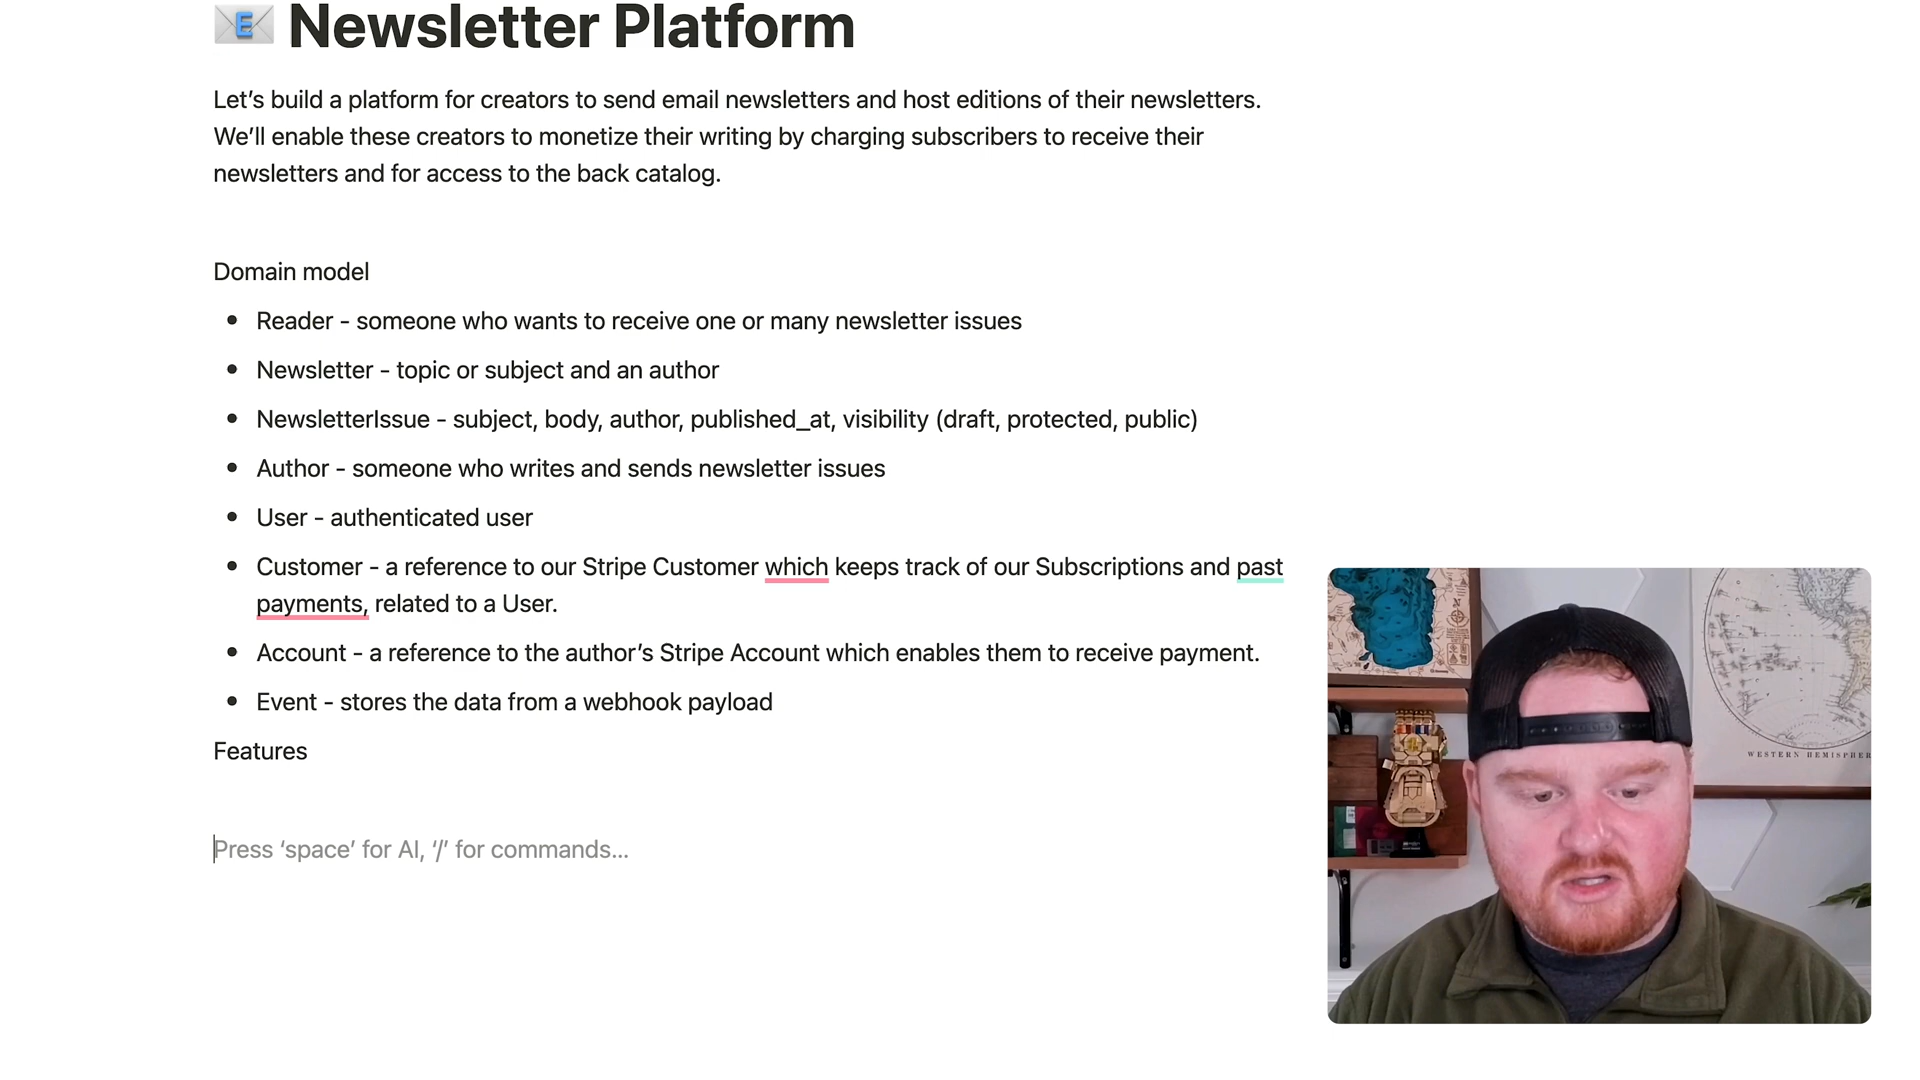 Newsletter Platform
Let’s build a platform for creators to send email newsletters and host editions of their newsletters.
We’ll enable these creators to monetize their writing by charging subscribers to receive their
newsletters and for access to the back catalog.
Domain model
• Reader - someone who wants to receive one or many newsletter issues
• Newsletter - topic or subject and an author
• NewsletterIssue - subject, body, author, published_at, visibility (draft, protected, public)
• Author - someone who writes and sends newsletter issues
• User - authenticated user
• Customer - a reference to our Stripe Customer which keeps track of our Subscriptions and past
payments, related to a User.
• Account - a reference to the author’s Stripe Account which enables them to receive payment.
• Event - stores the data from a webhook payload
Features
Press ‘space’ for AI, ‘/’ for commands...
WESTERN HEMISPHER